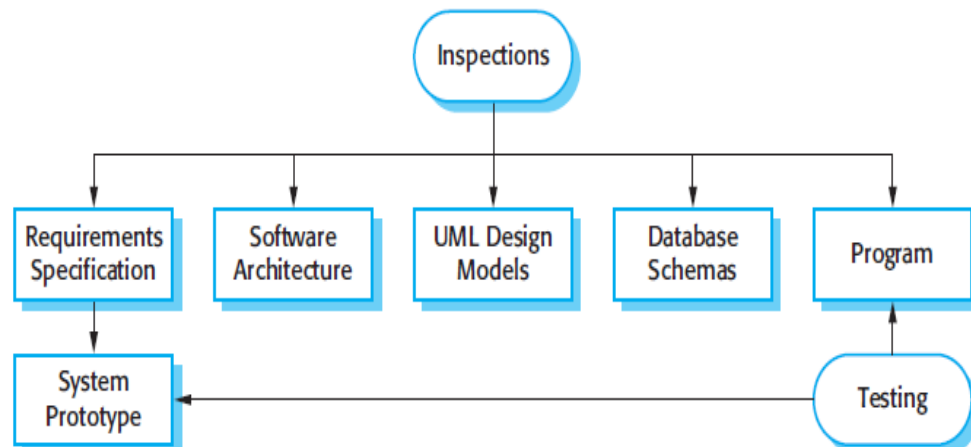 Inspections
Requirements
Specification
Software
Architecture
UML Design
Models
Database
Schemas
Program
System
Prototype
Testing